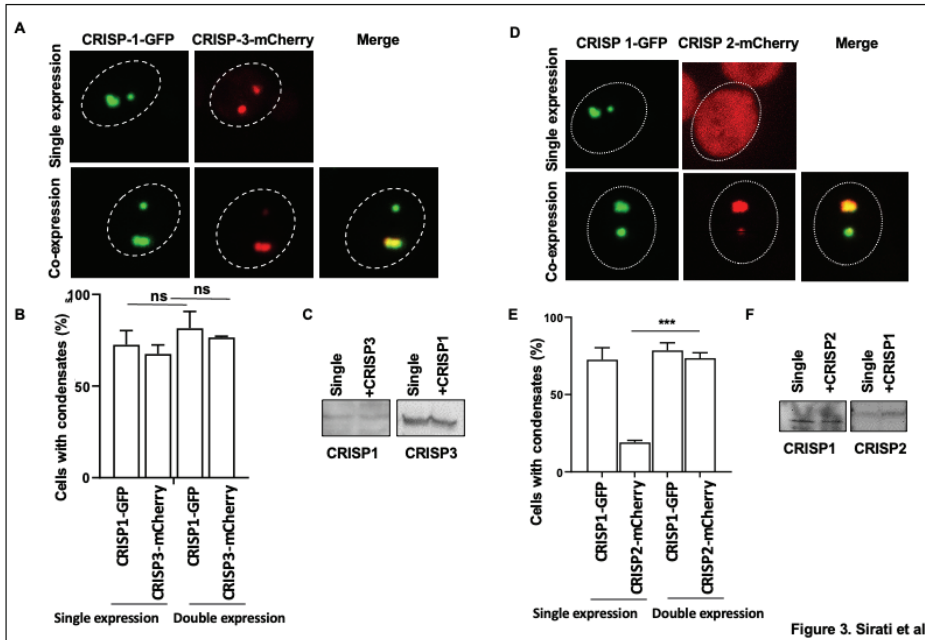 A
CRISP-1-GFP CRISP-3-mCherry Merge
Single expression
Co-expression
B
Cells with condensates (%)
100
50
0
ns
ns
CRISP1-GFP
CRISP3-mCherry
CRISP1-GFP
CRISP3-mCherry
Single expression Double expression
C
Single
+CRISP3
Single
+CRISP1
CRISP1 CRISP3
D
CRISP 1-GFP CRISP 2-mCherry Merge
Single expression
Co-expression
E
Cells with condensates (%)
100
50
0
***
CRISP1-GFP
CRISP2-mCherry
CRISP1-GFP
CRISP2-mCherry
Single expression Double expression
F
Single
+CRISP2
Single
+CRISP1
CRISP1 CRISP2
Figure 3. Sirati et al